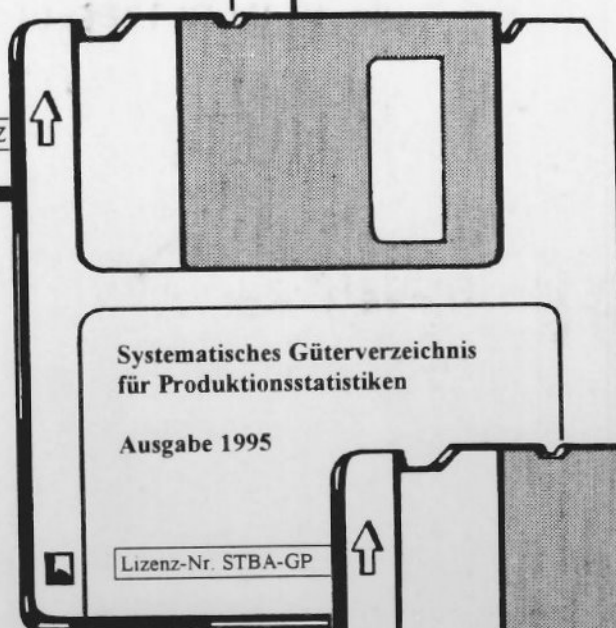 Systematisches Güterverzeichnis
für Produktionsstatistiken
Ausgabe 1995
Lizenz-Nr. STBA-GP